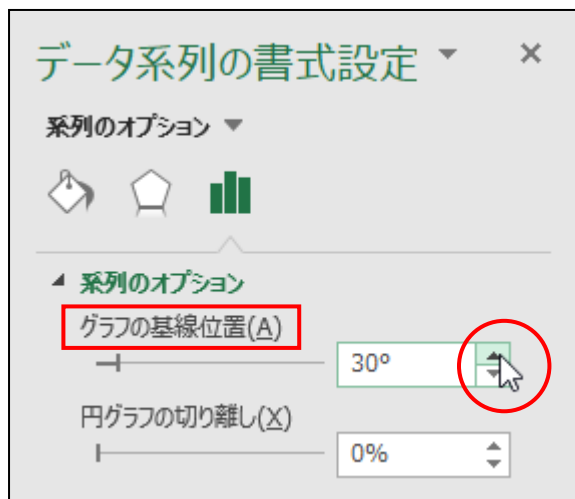 データ系列の書式設定
系列のオプション
系列のオプション
グラフの基線位置(A)
30°
円グラフの切り離し(X)
0%